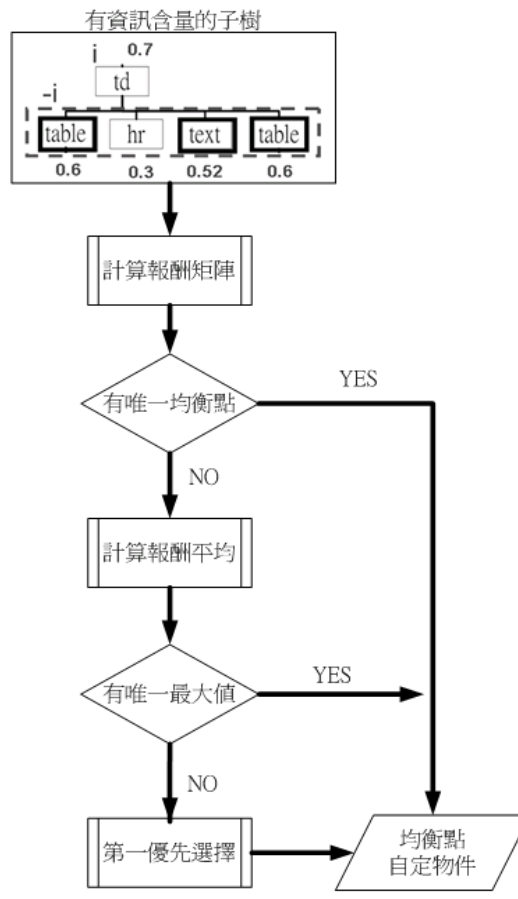 有資訊含量的子樹
i 0.7
td
-i
table hr text table
0.6 0.3 0.52 0.6
計算報酬矩陣
有唯一均衡點
YES
NO
計算報酬平均
有唯一最大值
YES
NO
第一優先選擇
均衡點
自定物件